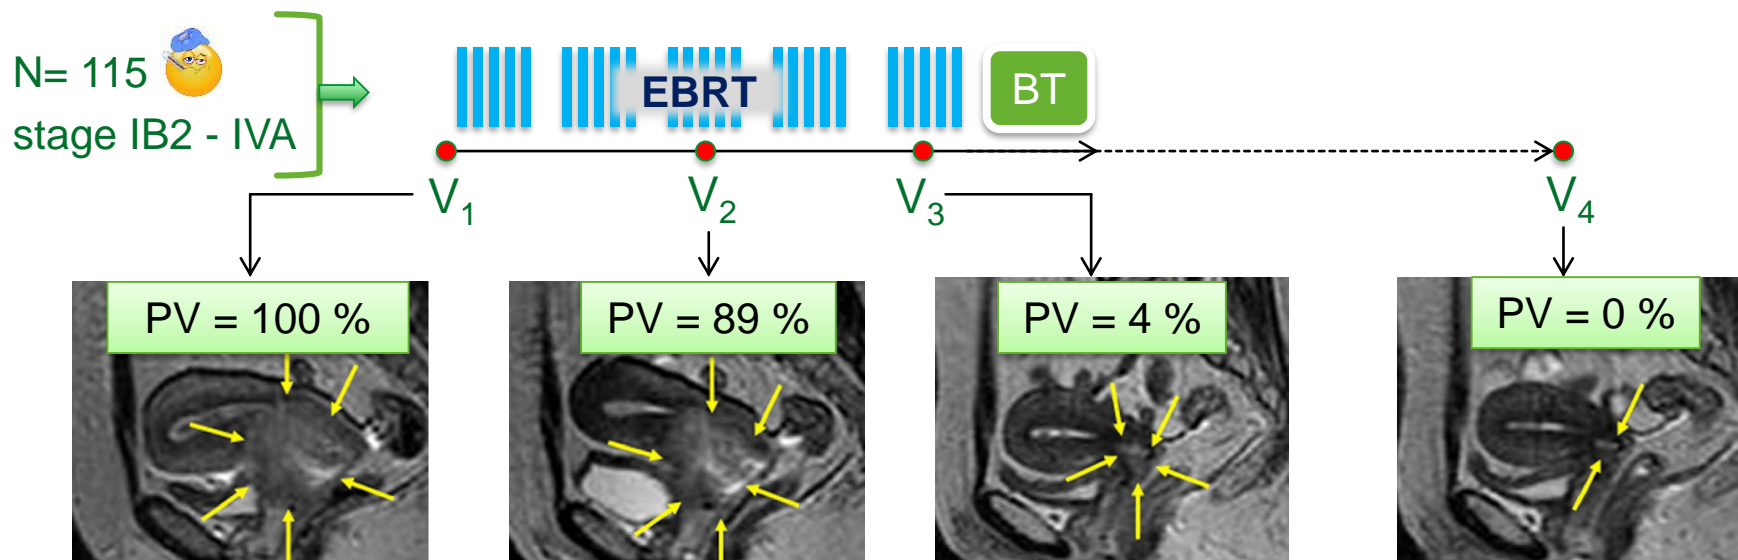 N= 115
stage IB2 - IVA
EBRT
BT
V1
V2
V3
V4
PV = 100 %
PV = 89 %
PV = 4 %
PV = 0 %